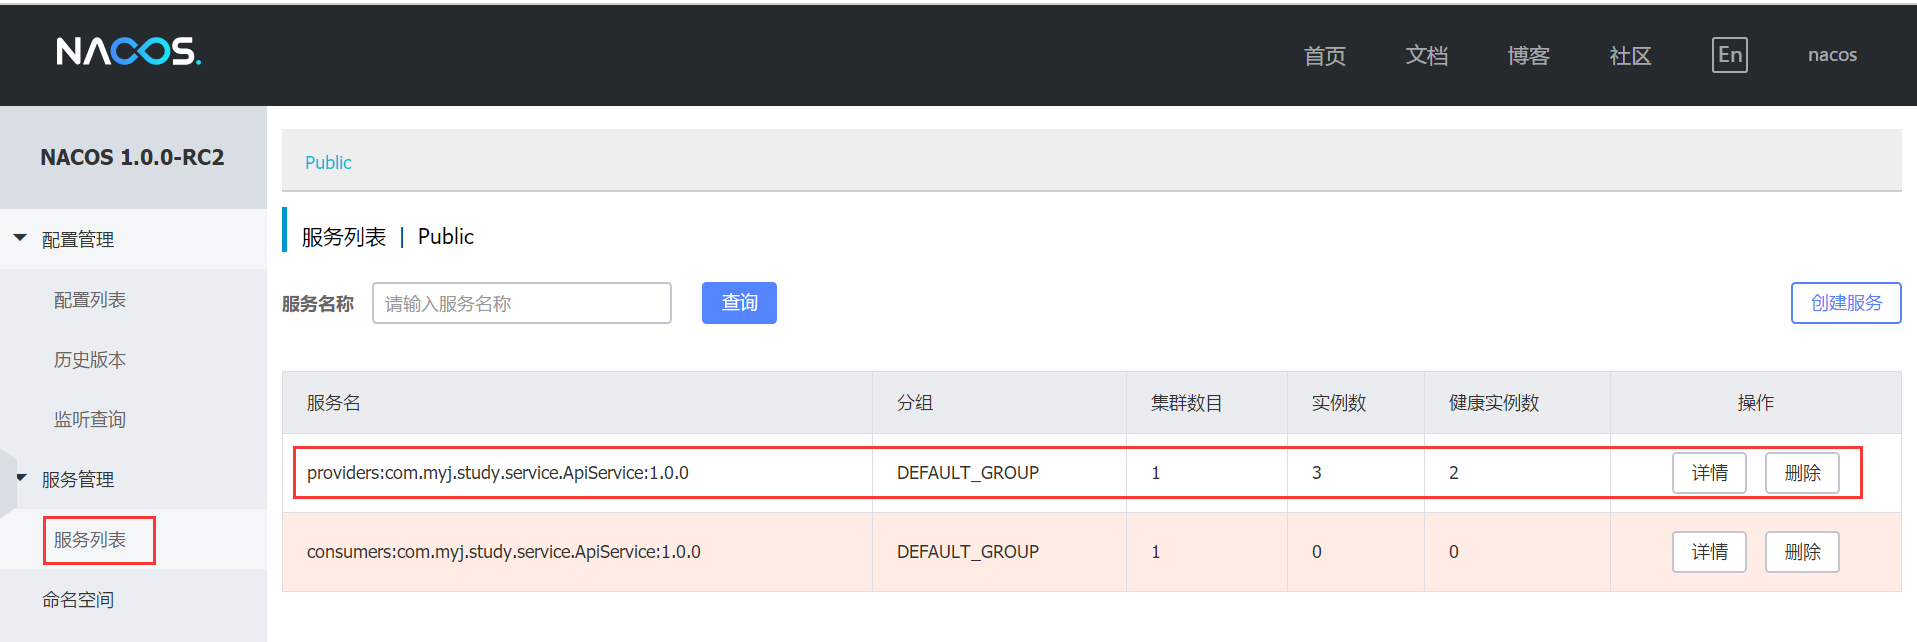 NACOS.
首页 文档 博客 社区 En nacos
NACOS 1.0.0-RC2
配置管理
配置列表
历史版本
监听查询
服务管理
服务列表
命名空间
Public
服务列表 | Public
服务名称 请输入服务名称 查询 创建服务
服务名 分组 集群数目 实例数 健康实例数 操作
providers:com.myj.study.service.ApiService:1.0.0 DEFAULT_GROUP 1 3 2 详情 删除
consumers:com.myj.study.service.ApiService:1.0.0 DEFAULT_GROUP 1 0 0 详情 删除